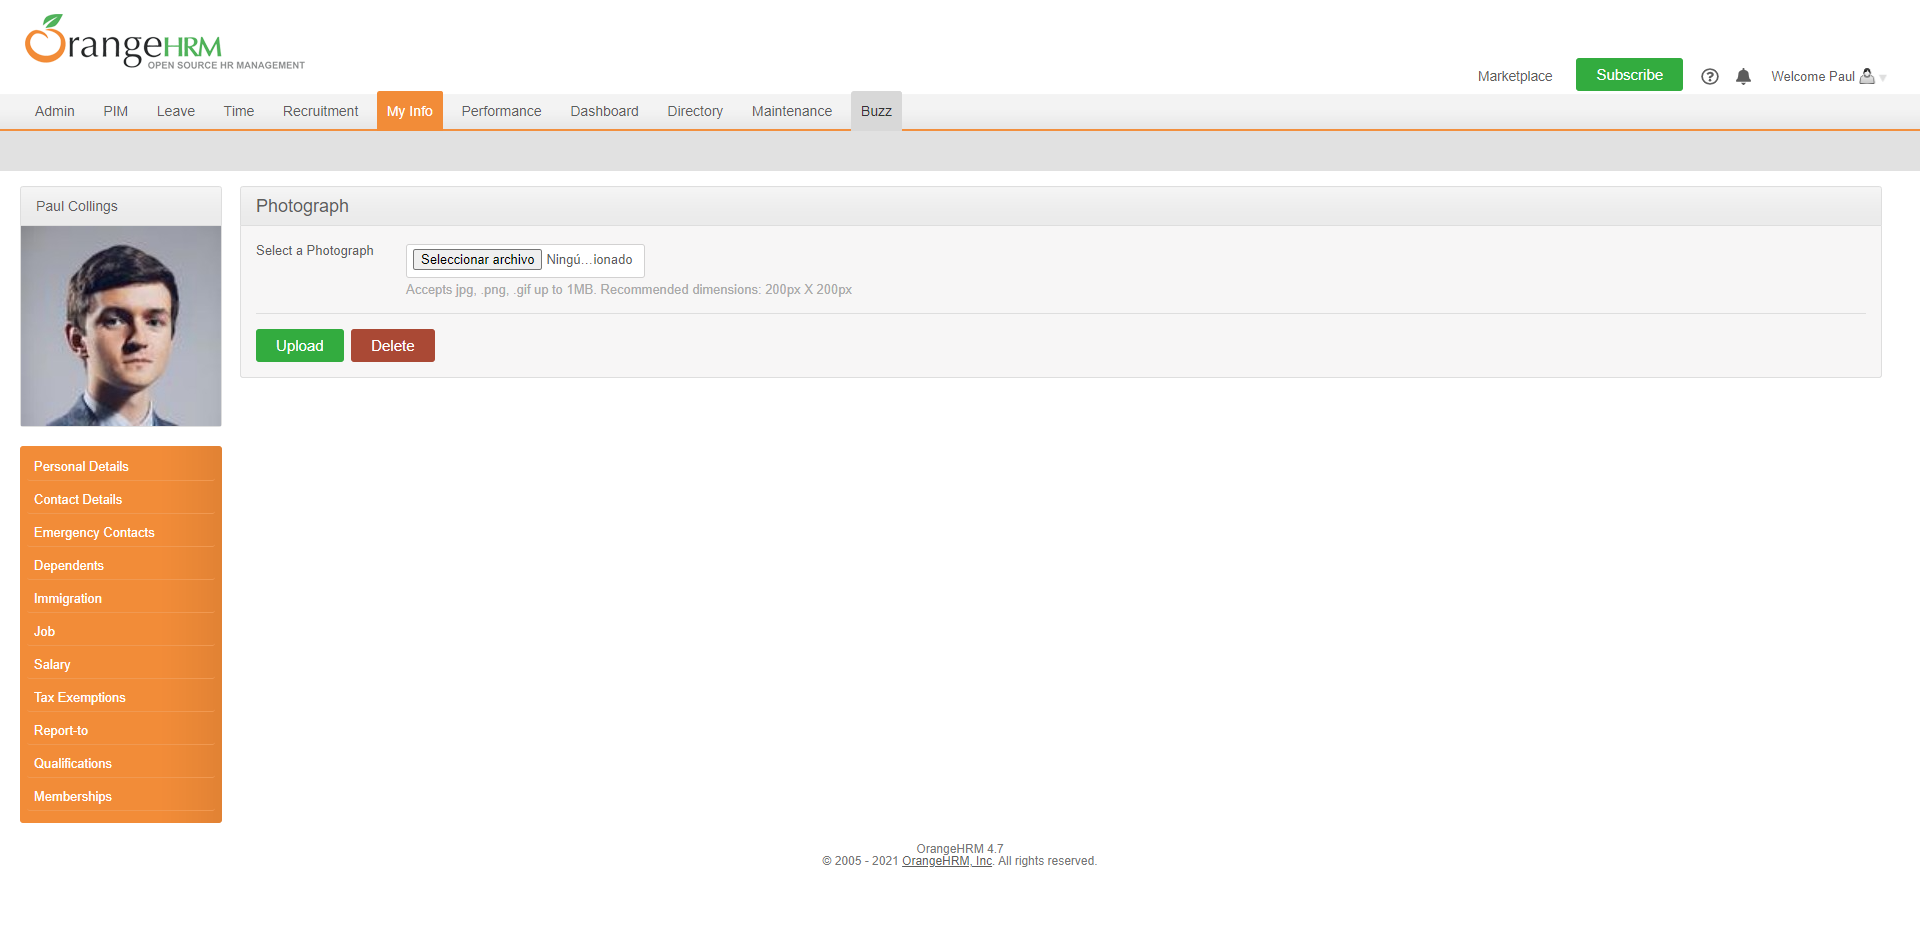 OrangeHRM
OPEN SOURCE HR MANAGEMENT
Marketplace
Subscribe
?
Welcome Paul
Admin
PIM
Leave
Time
Recruitment
My Info
Performance
Dashboard
Directory
Maintenance
Buzz
Paul Collings
Photograph
Select a Photograph
Seleccionar archivo Ningú...ionado
Accepts jpg, .png, .gif up to 1MB. Recommended dimensions: 200px X 200px
Upload
Delete
Personal Details
Contact Details
Emergency Contacts
Dependents
Immigration
Job
Salary
Tax Exemptions
Report-to
Qualifications
Memberships
OrangeHRM 4.7
© 2005 - 2021 OrangeHRM, Inc. All rights reserved.